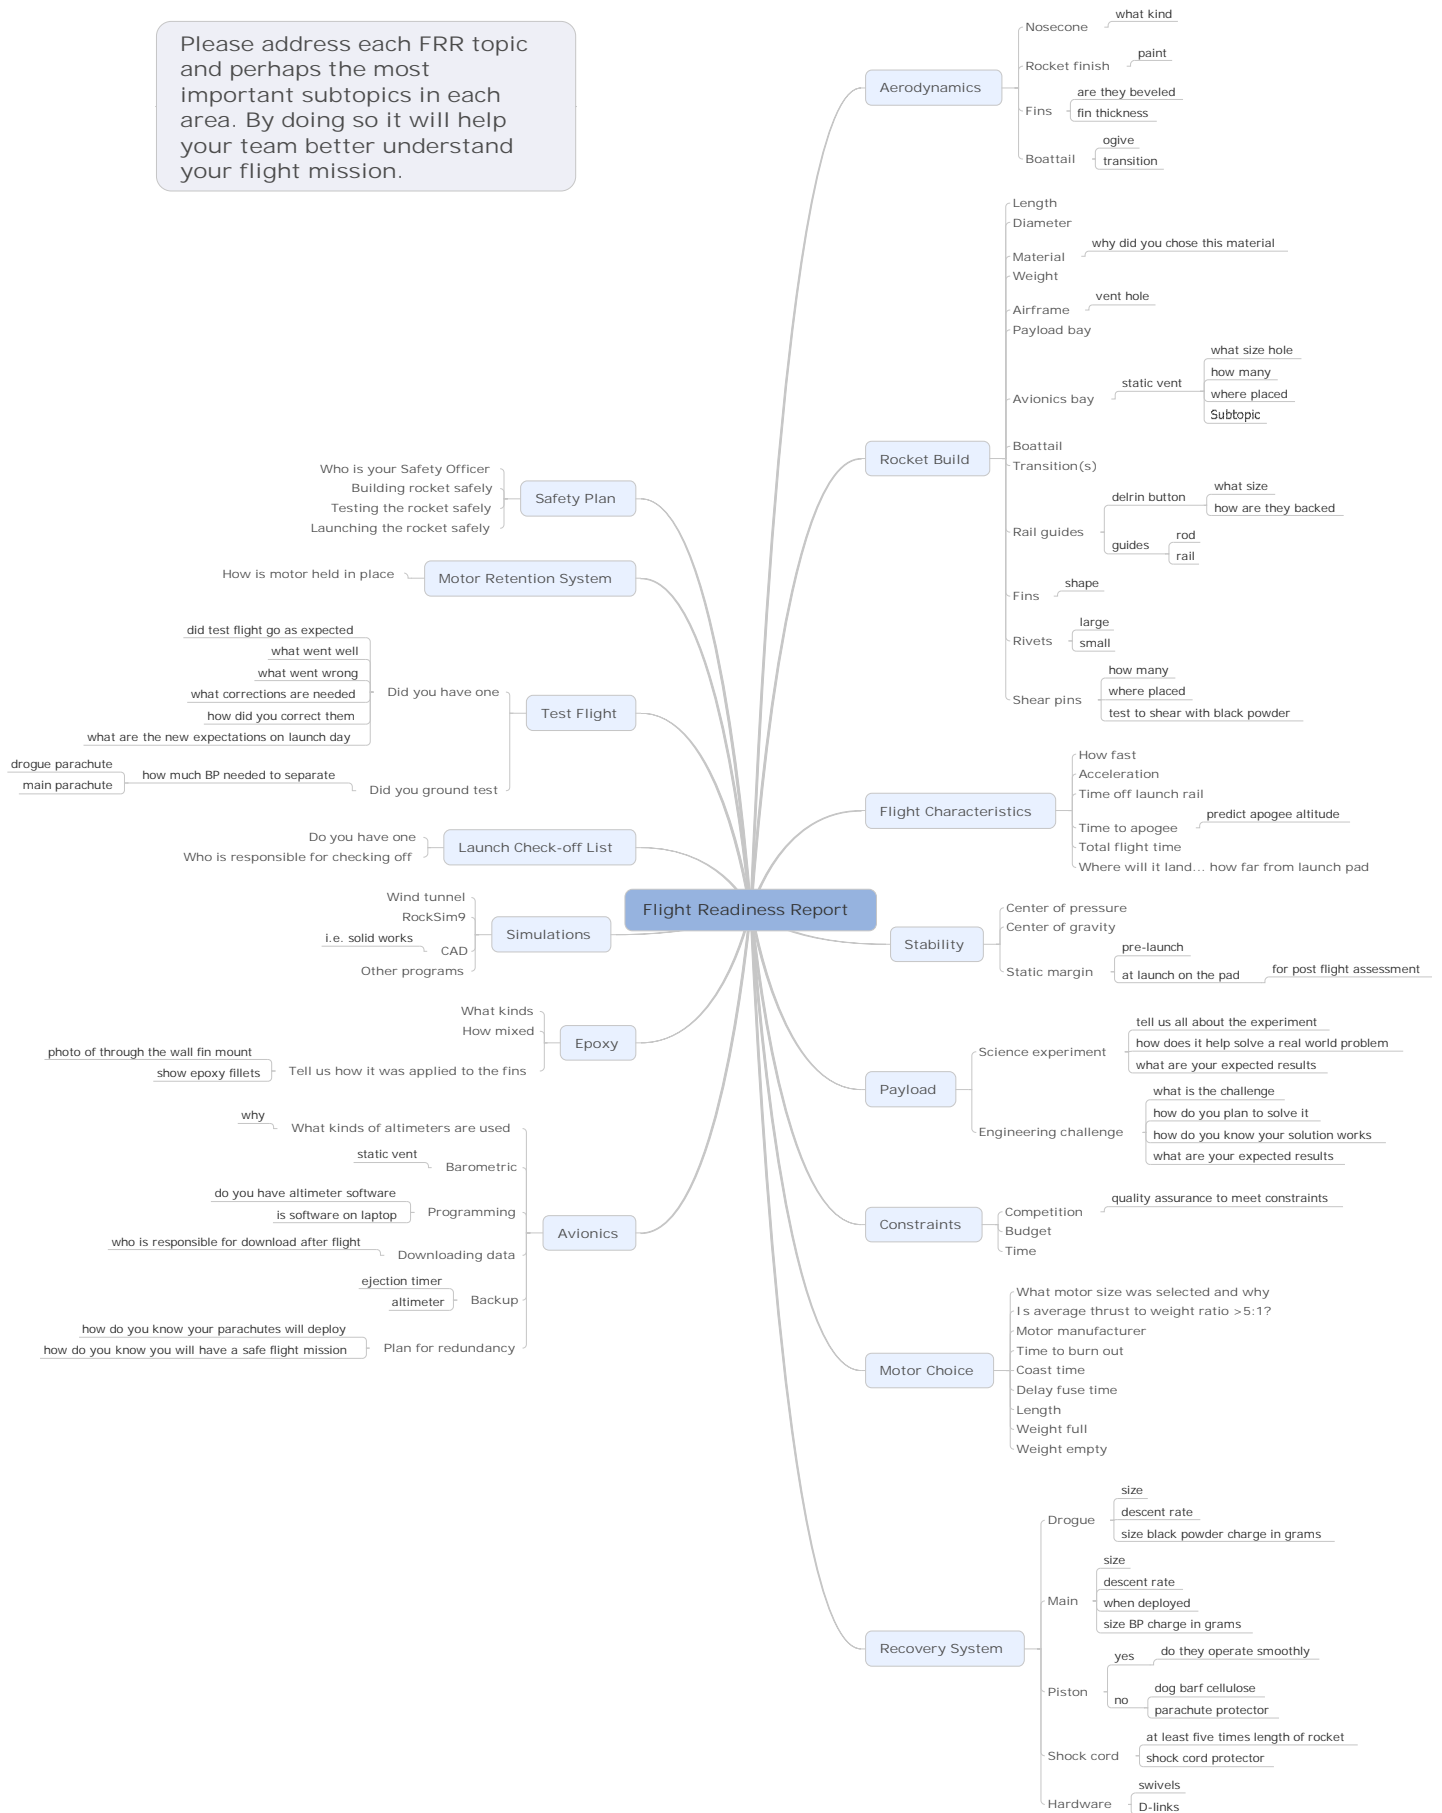 Please address each FRR topic
and perhaps the most
important subtopics in each
area. By doing so it will help
your team better understand
your flight mission.
Flight Readiness Report
Aerodynamics
Nosecone
what kind
Rocket finish
paint
Fins
are they beveled
fin thickness
Boattail
ogive
transition
Rocket Build
Length
Diameter
Material
why did you chose this material
Weight
Airframe
vent hole
Payload bay
Avionics bay
static vent
what size hole
how many
where placed
Subtopic
Boattail
Transition(s)
Rail guides
delrin button
what size
how are they backed
guides
rod
rail
Fins
shape
Rivets
large
small
Shear pins
how many
where placed
test to shear with black powder
Flight Characteristics
How fast
Acceleration
Time off launch rail
Time to apogee
predict apogee altitude
Total flight time
Where will it land... how far from launch pad
Stability
Center of pressure
Center of gravity
Static margin
pre-launch
at launch on the pad
for post flight assessment
Payload
Science experiment
tell us all about the experiment
how does it help solve a real world problem
what are your expected results
Engineering challenge
what is the challenge
how do you plan to solve it
how do you know your solution works
what are your expected results
Constraints
Competition
quality assurance to meet constraints
Budget
Time
Motor Choice
What motor size was selected and why
Is average thrust to weight ratio >5:1?
Motor manufacturer
Time to burn out
Coast time
Delay fuse time
Length
Weight full
Weight empty
Recovery System
Drogue
size
descent rate
size black powder charge in grams
Main
size
descent rate
when deployed
size BP charge in grams
Piston
yes
do they operate smoothly
no
dog barf cellulose
parachute protector
Shock cord
at least five times length of rocket
shock cord protector
Hardware
swivels
D-links
Safety Plan
Who is your Safety Officer
Building rocket safely
Testing the rocket safely
Launching the rocket safely
Motor Retention System
How is motor held in place
Test Flight
Did you have one
did test flight go as expected
what went well
what went wrong
what corrections are needed
how did you correct them
what are the new expectations on launch day
Did you ground test
how much BP needed to separate
drogue parachute
main parachute
Launch Check-off List
Do you have one
Who is responsible for checking off
Simulations
Wind tunnel
RockSim9
CAD
i.e. solid works
Other programs
Epoxy
What kinds
How mixed
Tell us how it was applied to the fins
photo of through the wall fin mount
show epoxy fillets
Avionics
What kinds of altimeters are used
why
Barometric
static vent
Programming
do you have altimeter software
is software on laptop
Downloading data
who is responsible for download after flight
Backup
ejection timer
altimeter
Plan for redundancy
how do you know your parachutes will deploy
how do you know you will have a safe flight mission